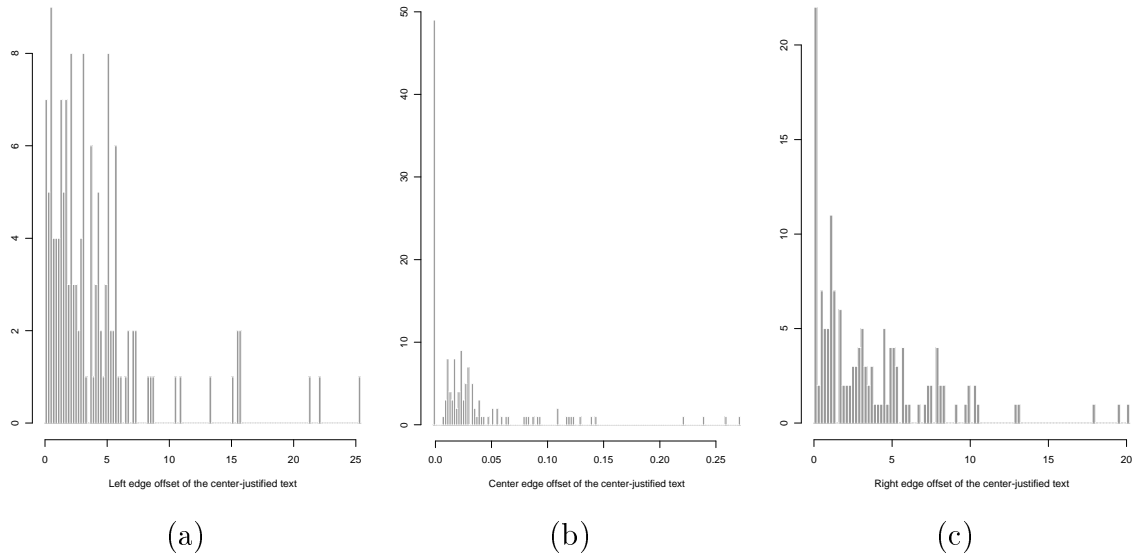 8
6
4
2
0
0 5 10 15 20 25
Left edge offset of the center-justified text
(a)
50
40
30
20
10
0
0.0 0.05 0.10 0.15 0.20 0.25
Center edge offset of the center-justified text
(b)
20
15
10
5
0
0 5 10 15 20
Right edge offset of the center-justified text
(c)